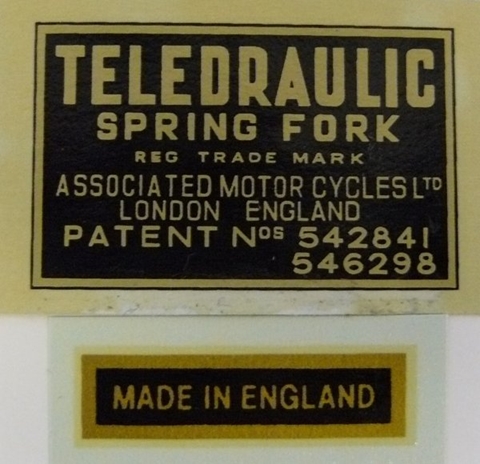 TELEDRAULIC
SPRING FORK
REG TRADE MARK
ASSOCIATED MOTOR CYCLES LTD
LONDON ENGLAND
PATENT NOS 542841
546298
MADE IN ENGLAND